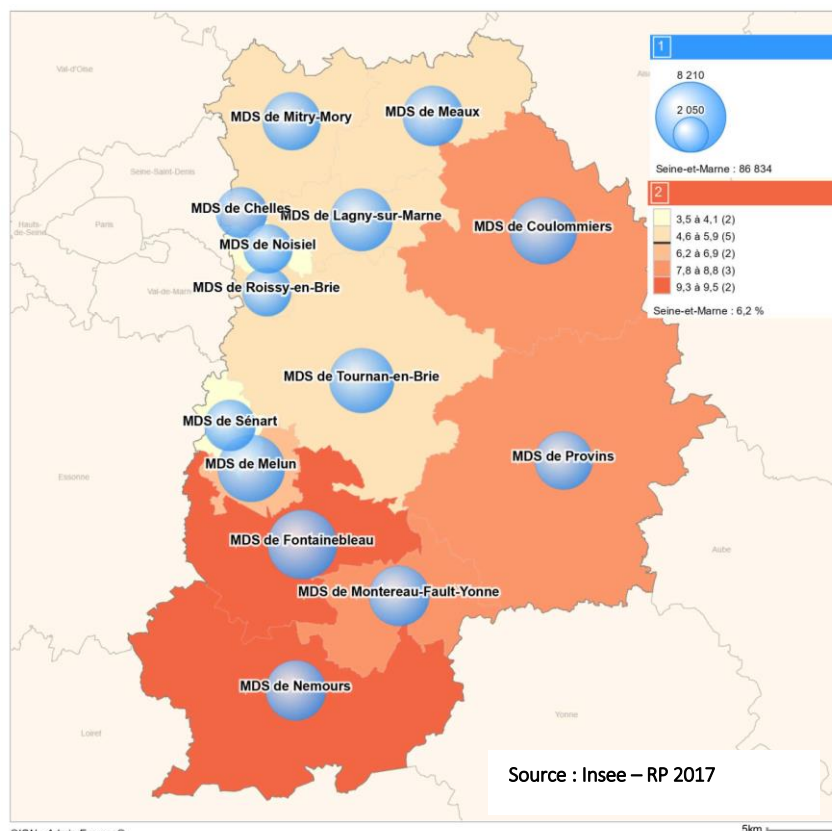 Val-d'Oise
MDS de Mitry-Mory
MDS de Meaux
Seine-Saint-Denis
Hauts-
de-Seine
Paris
MDS de Chelles
MDS de Lagny-sur-Marne
MDS de Noisiel
MDS de Coulommiers
MDS de Roissy-en-Brie
MDS de Tournan-en-Brie
MDS de Sénart
MDS de Melun
MDS de Provins
Essonne
MDS de Fontainebleau
Aube
MDS de Montereau-Fault-Yonne
MDS de Nemours
Loiret
Yonne
1
8 210
2 050
Seine-et-Marne : 86 834
2
3,5 à 4,1 (2)
4,6 à 5,9 (5)
6,2 à 6,9 (2)
7,8 à 8,8 (3)
9,3 à 9,5 (2)
Seine-et-Marne : 6,2 %
Source : Insee – RP 2017
5km